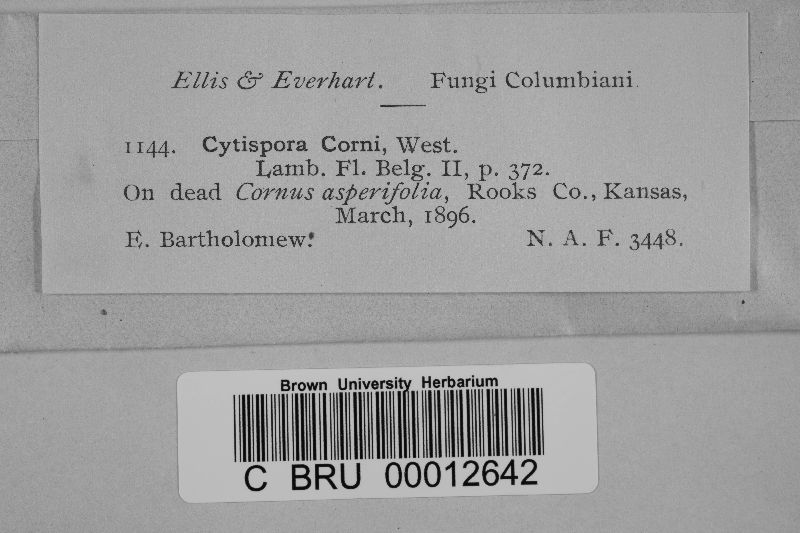 Ellis & Everhart. Fungi Columbiani.
1144. Cytispora Corni, West.
Lamb. Fl. Belg. II, p. 372.
On dead Cornus asperifolia, Rooks Co., Kansas,
March, 1896.
E. Bartholomew. N. A. F. 3448.
Brown University Herbarium
C BRU 00012642